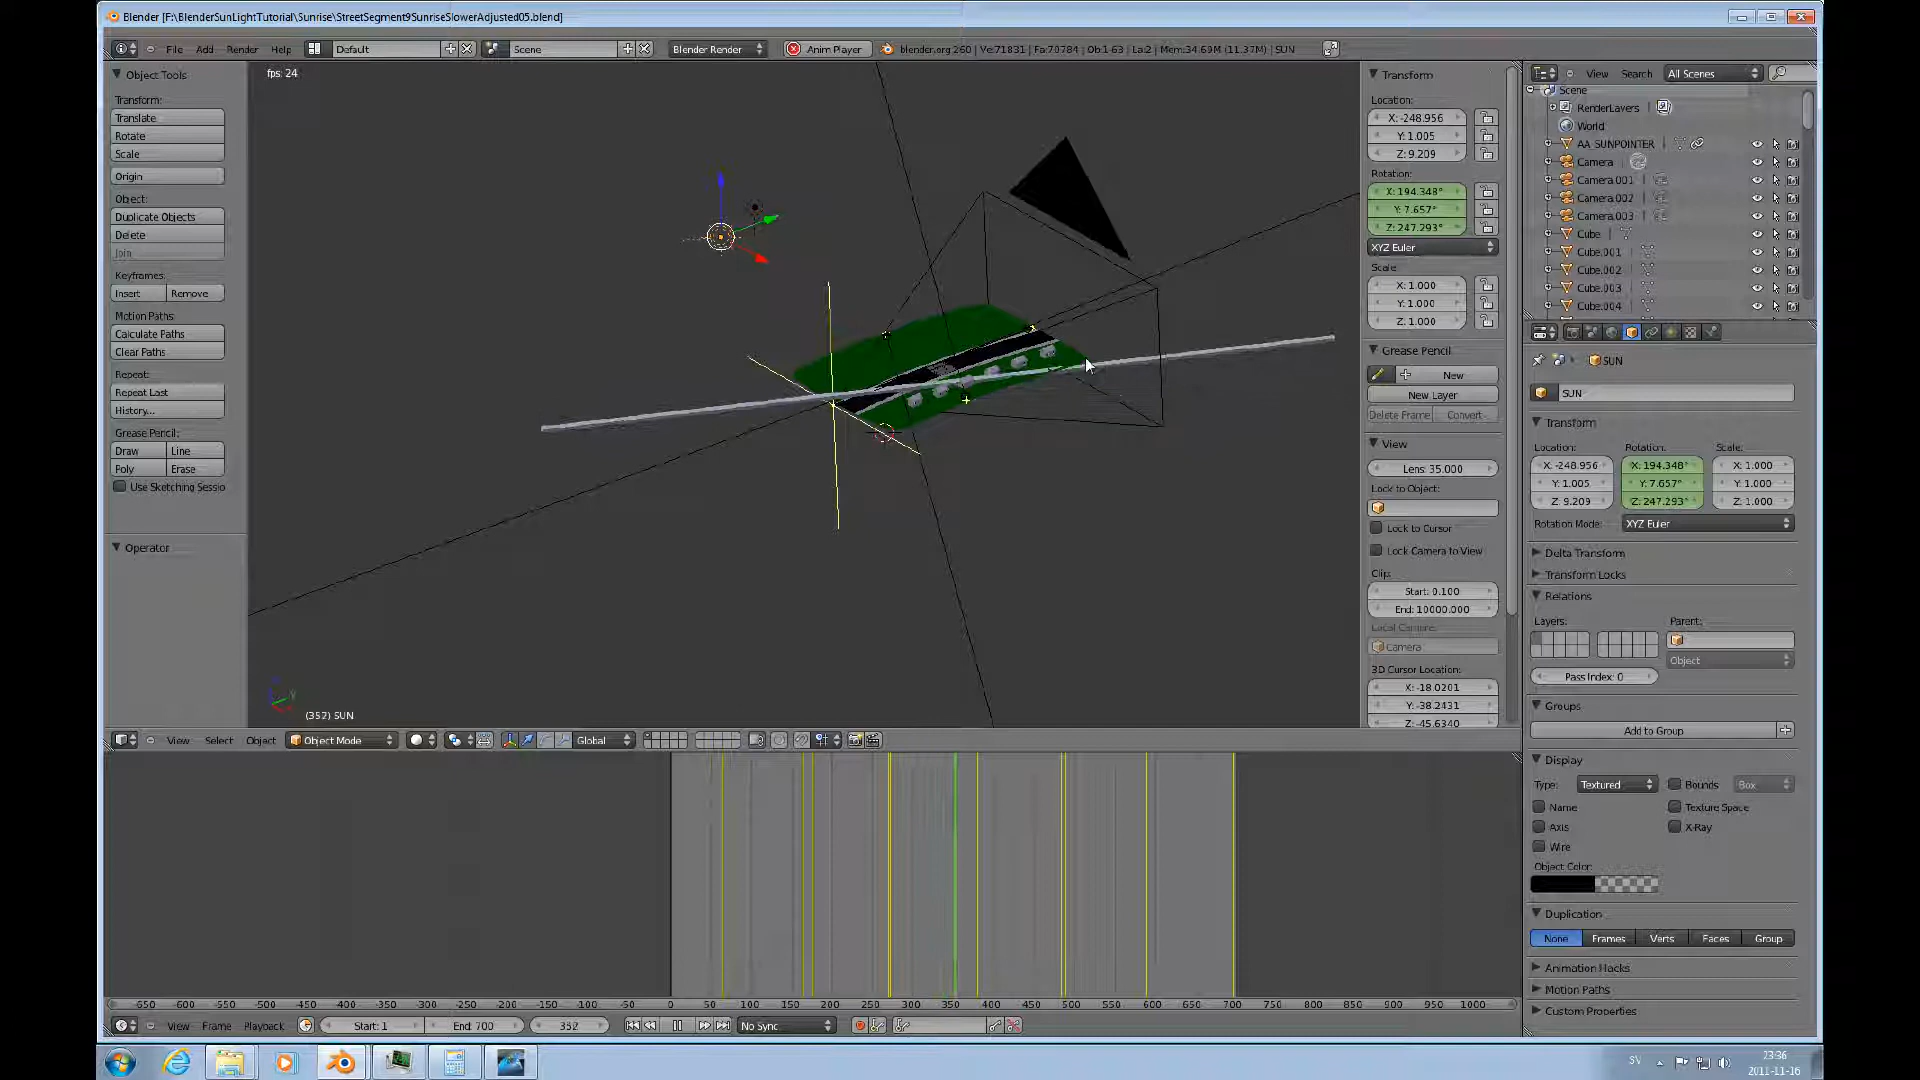 Blender [F:\BlenderSunLightTutorial\Sunrise\StreetSegment9SunriseSlowerAdjusted05.blend]
File Add Render Help Default Scene Blender Render Anim Player blender.org 260 | Ve:71831 | Fa:70784 | Ob:1-63 | La:2 | Mem:34.69M (11.37M) | SUN
Object Tools
Transform:
Translate
Rotate
Scale
Origin
Object:
Duplicate Objects
Delete
Join
Keyframes:
Insert Remove
Motion Paths:
Calculate Paths
Clear Paths
Repeat:
Repeat Last
History...
Grease Pencil:
Draw Line
Poly Erase
Use Sketching Sessio
Operator
fps: 24
(352) SUN
Transform
Location:
X: -248.956
Y: 1.005
Z: 9.209
Rotation:
X: 194.348°
Y: 7.657°
Z: 247.293°
XYZ Euler
Scale
X: 1.000
Y: 1.000
Z: 1.000
Grease Pencil
New
New Layer
Delete Frame Convert
View
Lens: 35.000
Lock to Object:
Lock to Cursor
Lock Camera to View
Clip:
Start: 0.100
End: 10000.000
Local Camera:
Camera
3D Cursor Location:
X: -18.0201
Y: -38.2431
Z: -45.6340
View Search All Scenes
Scene
RenderLayers |
World
AA_SUNPOINTER
Camera
Camera.001
Camera.002
Camera.003
Cube
Cube.001
Cube.002
Cube.003
Cube.004
SUN
SUN
Transform
Location: Rotation: Scale:
X: -248.956 X: 194.348° X: 1.000
Y: 1.005 Y: 7.657° Y: 1.000
Z: 9.209 Z: 247.293° Z: 1.000
Rotation Mode: XYZ Euler
Delta Transform
Transform Locks
Relations
Layers: Parent:
Object
Pass Index: 0
Groups
Add to Group
Display
Type: Textured Bounds Box
Name Texture Space
Axis X-Ray
Wire
Object Color:
Duplication
None Frames Verts Faces Group
Animation Hacks
Motion Paths
Custom Properties
View Select Object Object Mode Global
-650 -600 -550 -500 -450 -400 -350 -300 -250 -200 -150 -100 -50 0 50 100 150 200 250 300 350 400 450 500 550 600 650 700 750 800 850 900 950 1000
View Frame Playback Start: 1 End: 700 352 No Sync
SV 23:36
2011-11-16